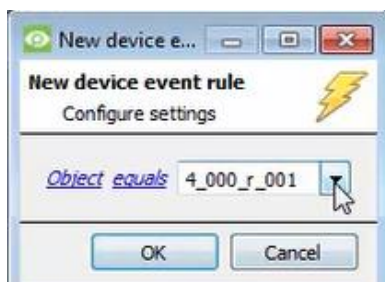 New device e...
New device event rule
Configure settings
Object equals 4_000_r_001
OK Cancel